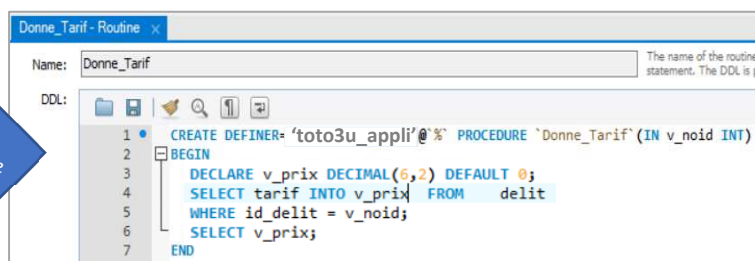 Donne_Tarif - Routine ×
Name: Donne_Tarif
The name of the routine
statement. The DDL is
DDL:
1 CREATE DEFINER= ‘toto3u_appli’@`%` PROCEDURE `Donne_Tarif`(IN v_noid INT)
2 BEGIN
3 DECLARE v_prix DECIMAL(6,2) DEFAULT 0;
4 SELECT tarif INTO v_prix FROM delit
5 WHERE id_delit = v_noid;
6 SELECT v_prix;
7 END